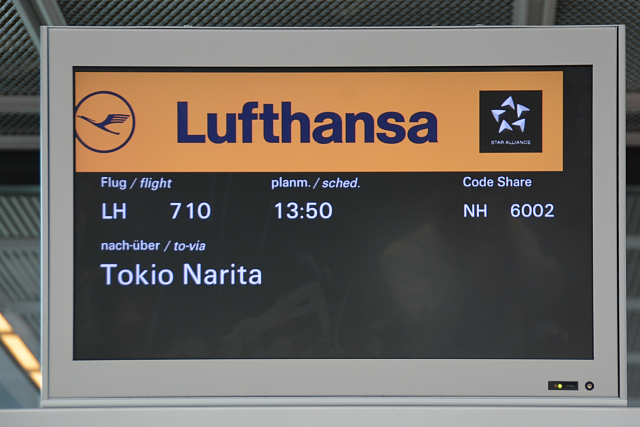 Lufthansa
STAR ALLIANCE
Flug / flight planm. / sched. Code Share
LH 710 13:50 NH 6002
nach-über / to-via
Tokio Narita